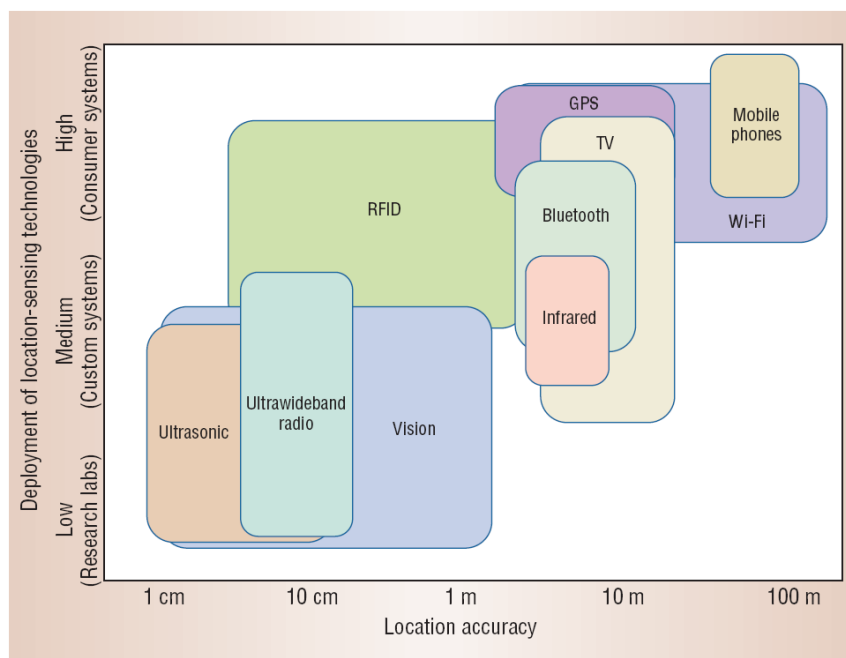 Deployment of location-sensing technologies
High
(Consumer systems)
Medium
(Custom systems)
Low
(Research labs)
GPS
Mobile
phones
TV
RFID
Bluetooth
Wi-Fi
Infrared
Ultrawideband
radio
Ultrasonic
Vision
1 cm
10 cm
1 m
10 m
100 m
Location accuracy